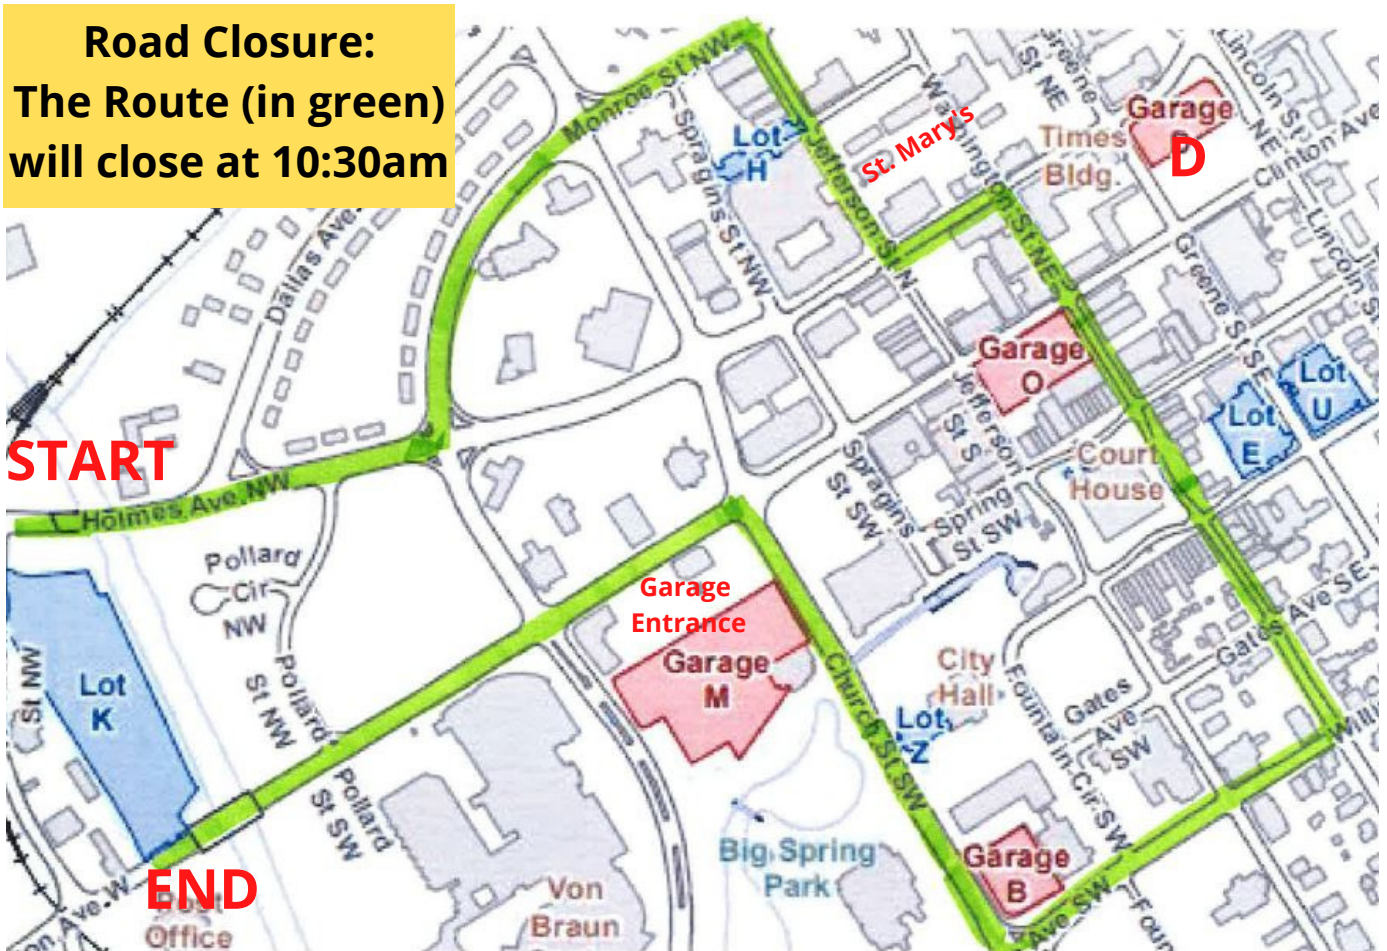 Road Closure:
The Route (in green)
will close at 10:30am
Monroe St NW
Spragins St NW
Lot
H
Jefferson St N
St. Mary's
Washington St NE
Greene
St NE
Times
Bldg.
Garage
D
Lincoln St
NE
Clinton Ave
Lincoln St
Greene St SE
Dallas Ave
Garage
O
Jefferson
St S
Lot
U
Lot
E
Court
House
START
Holmes Ave NW
Spragins
St SW
Spring
St SW
Pollard
Cir
NW
Garage
Entrance
Garage
M
Gates Ave SE
St NW
Lot
K
Pollard
St NW
Church St SW
City
Hall
Lot
Z
Fountain Cir SW
Gates
Ave
SW
Pollard
St SW
Big Spring
Park
Garage
B
Ave SW
END
Ave W
Post
Office
Von
Braun